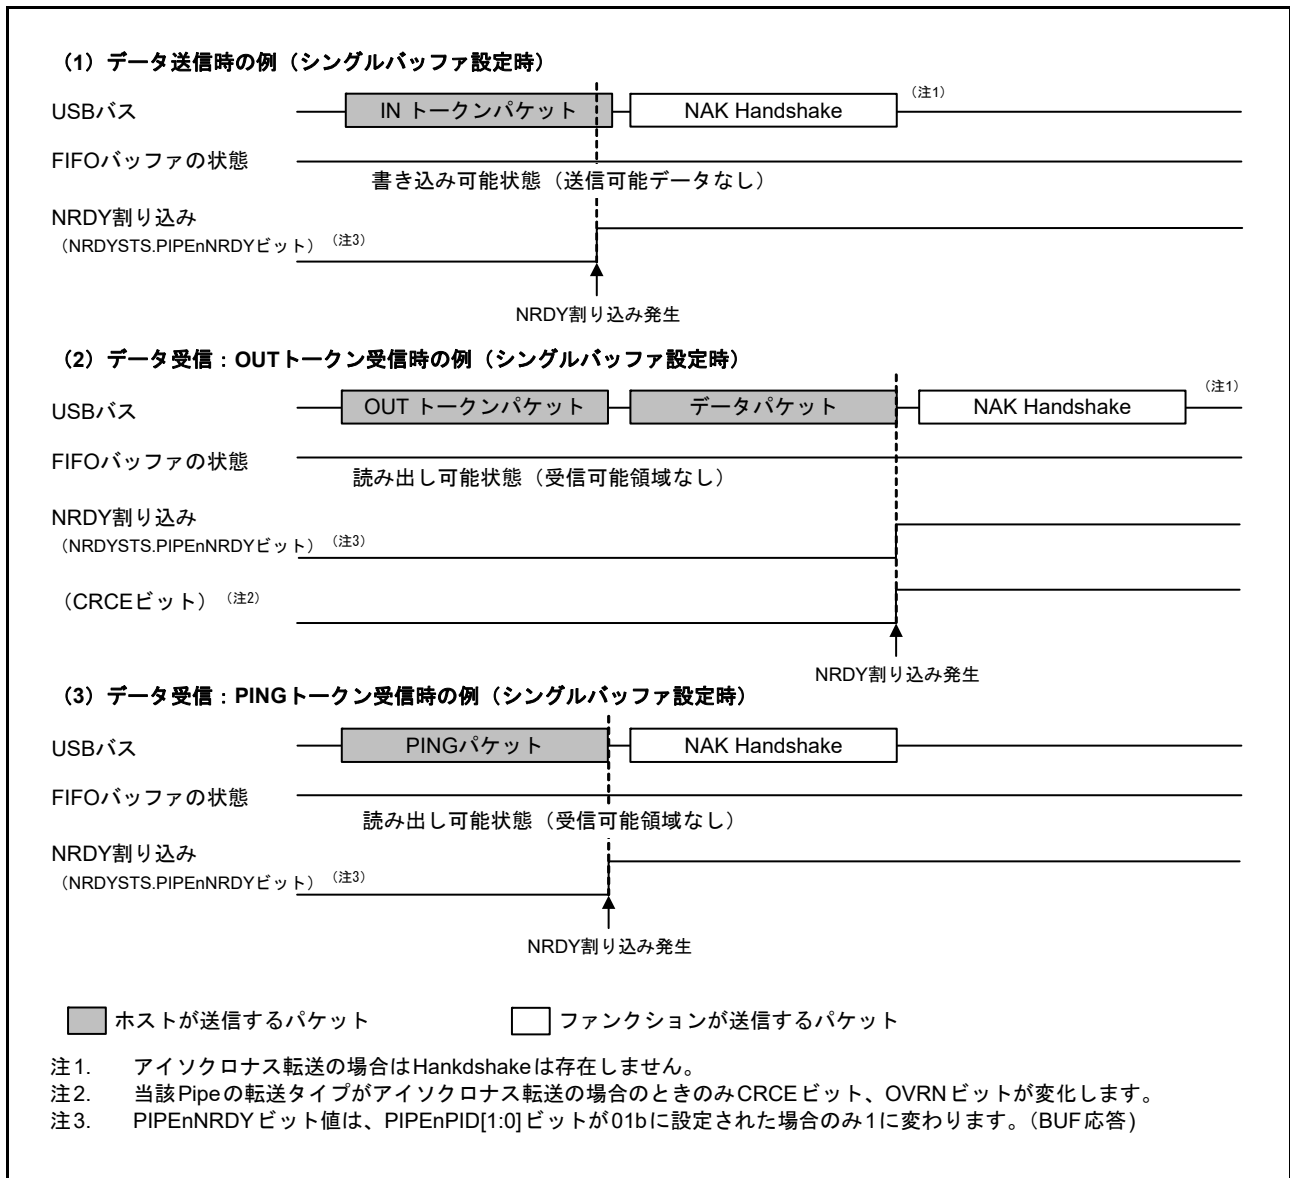 （1）データ送信時の例（シングルバッファ設定時）
USBバス
IN トークンパケット
NAK Handshake
（注1）
FIFOバッファの状態
書き込み可能状態（送信可能データなし）
NRDY割り込み
（NRDYSTS.PIPEnNRDYビット）（注3）
NRDY割り込み発生
（2）データ受信：OUTトークン受信時の例（シングルバッファ設定時）
USBバス
OUT トークンパケット
データパケット
NAK Handshake
（注1）
FIFOバッファの状態
読み出し可能状態（受信可能領域なし）
NRDY割り込み
（NRDYSTS.PIPEnNRDYビット）（注3）
（CRCEビット）（注2）
NRDY割り込み発生
（3）データ受信：PINGトークン受信時の例（シングルバッファ設定時）
USBバス
PINGパケット
NAK Handshake
FIFOバッファの状態
読み出し可能状態（受信可能領域なし）
NRDY割り込み
（NRDYSTS.PIPEnNRDYビット）（注3）
NRDY割り込み発生
ホストが送信するパケット
ファンクションが送信するパケット
注1. アイソクロナス転送の場合はHankdshakeは存在しません。
注2. 当該Pipeの転送タイプがアイソクロナス転送の場合のときのみCRCEビット、OVRNビットが変化します。
注3. PIPEnNRDYビット値は、PIPEnPID[1:0]ビットが01bに設定された場合のみ1に変わります。（BUF応答）